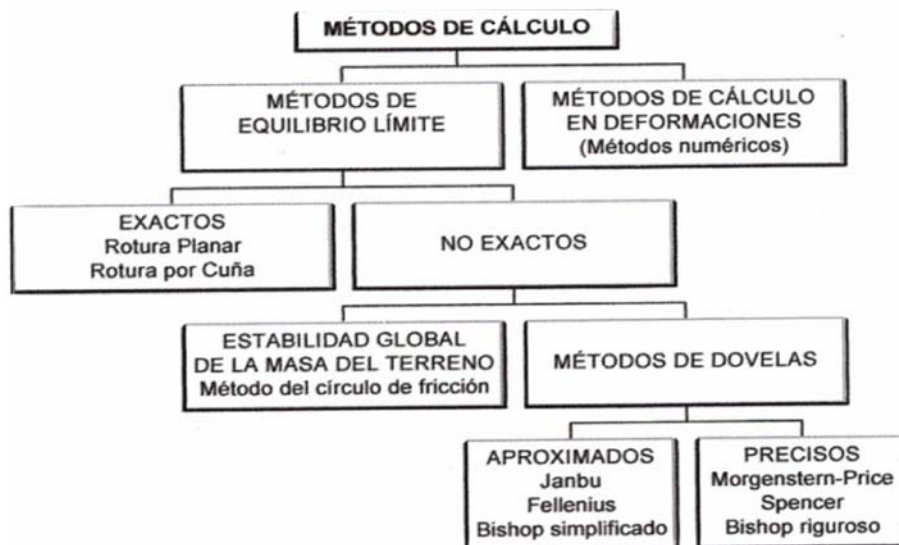 MÉTODOS DE CÁLCULO
MÉTODOS DE
EQUILIBRIO LÍMITE
MÉTODOS DE CÁLCULO
EN DEFORMACIONES
(Métodos numéricos)
EXACTOS
Rotura Planar
Rotura por Cuña
NO EXACTOS
ESTABILIDAD GLOBAL
DE LA MASA DEL TERRENO
Método del círculo de fricción
MÉTODOS DE DOVELAS
APROXIMADOS
Janbu
Fellenius
Bishop simplificado
PRECISOS
Morgenstern-Price
Spencer
Bishop riguroso